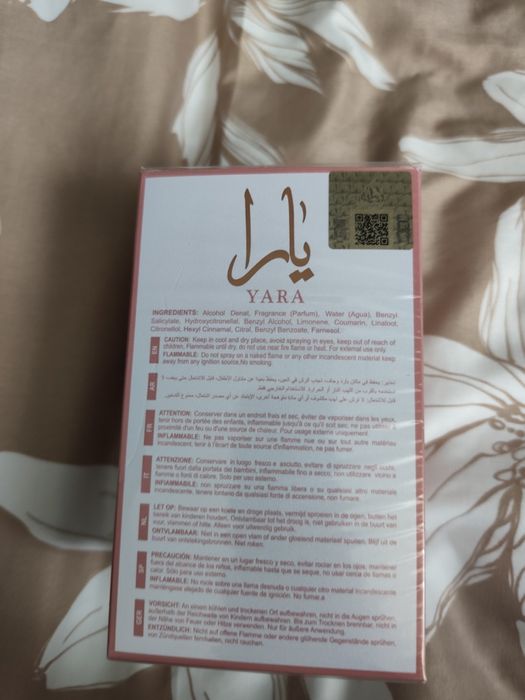 يارا
YARA
INGREDIENTS: Alcohol Denat, Fragrance (Parfum), Water (Aqua), Benzyl
Salicylate, Hydroxycitronellal, Benzyl Alcohol, Limonene, Coumarin, Linalool,
Citronellol, Hexyl Cinnamal, Citral, Benzyl Benzoate, Farnesol.
EN
CAUTION: Keep in cool and dry place, avoid spraying in eyes, keep out of reach of
children, Flammable until dry, do not use near fire flame or heat. For external use only.
FLAMMABLE: Do not spray on a naked flame or any other incandescent material keep
away from any ignition source,No smoking.
AR
FR
ATTENTION: Conserver dans un endroit frais et sec, éviter de vaporiser dans les yeux,
tenir hors de portée des enfants, inflammable jusqu'à ce qu'il soit sec, ne pas utiliser à
proximité d'un feu ou d'une source de chaleur. Pour usage externe uniquement.
INFLAMMABLE: Ne pas vaporiser sur une flamme nue ou sur tout autre matériau
incandescent, tenir à l'écart de toute source d'inflammation, ne pas fumer.
IT
ATTENZIONE: Conservare in luogo fresco e asciutto, evitare di spruzzare negli occhi,
tenere fuori dalla portata dei bambini, infiammabile fino a secco, non utilizzare vicino a
fiamme o fonti di calore. Solo per uso esterno.
INFIAMMABILE: non spruzzare su una fiamma libera o su qualsiasi altro materiale
incandescente, tenere lontano da qualsiasi fonte di accensione, non fumare.
NL
LET OP: Bewaar op een koele en droge plaats, vermijd sproeien in de ogen, buiten het
bereik van kinderen houden, Ontvlambaar tot het droog is, niet gebruiken in de buurt van
vuur, vlammen of hitte. Alleen voor uitwendig gebruik.
ONTVLAMBAAR: Niet in een open vlam of ander gloeiend materiaal spuiten. Blijf uit de
buurt van ontstekingsbronnen. Niet roken.
SP
PRECAUCIÓN: Mantener en un lugar fresco y seco, evitar rociar en los ojos, mantener
fuera del alcance de los niños, inflamable hasta que se seque, no usar cerca de llamas o
calor. Sólo para uso externo.
INFLAMABLE: No rocíe sobre una llama desnuda o cualquier otro material incandescente
manténgase alejado de cualquier fuente de ignición. No fumar.
GER
VORSICHT: An einem kühlen und trockenen Ort aufbewahren, nicht in die Augen sprühen,
außerhalb der Reichweite von Kindern aufbewahren, Bis zum Trocknen brennbar, nicht in
der Nähe von Feuer oder Hitze verwenden. Nur für äußere Anwendung.
ENTZÜNDLICH: Nicht auf offene Flamme oder andere glühende Gegenstände sprühen,
von Zündquellen fernhalten, nicht rauchen.